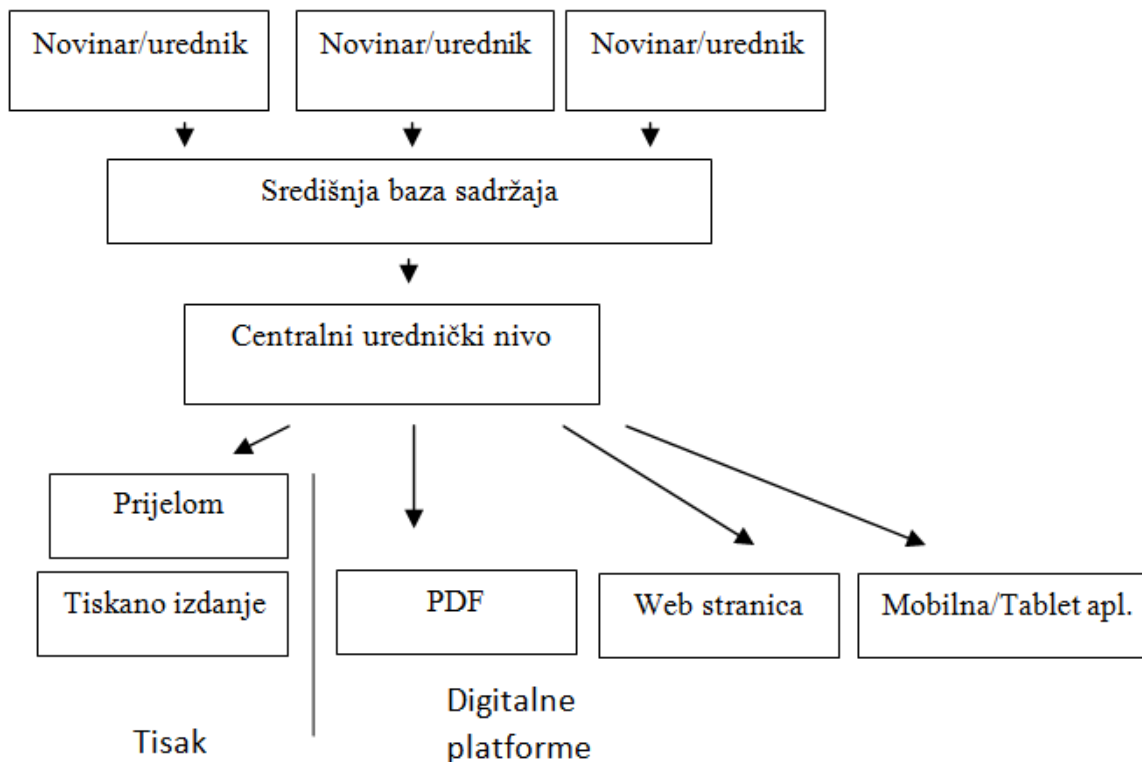 Novinar/urednik
Novinar/urednik
Novinar/urednik
Središnja baza sadržaja
Centralni urednički nivo
Prijelom
Tiskano izdanje
PDF
Web stranica
Mobilna/Tablet apl.
Tisak
Digitalne
platforme